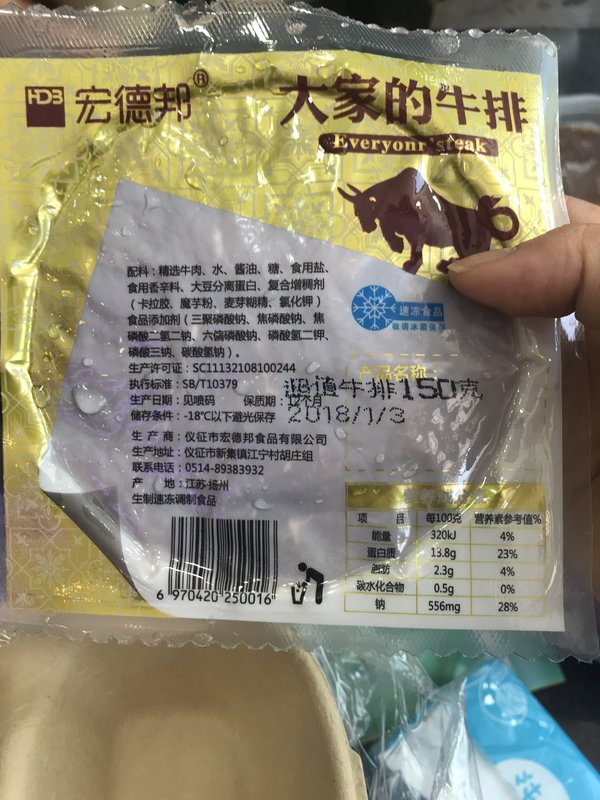 HDB 宏德邦®
大家的牛排
Everyonr'steak
配料：精选牛肉、水、酱油、糖、食用盐、
食用香辛料、大豆分离蛋白、复合增稠剂
（卡拉胶、魔芋粉、麦芽糊精、氯化钾）
食品添加剂（三聚磷酸钠、焦磷酸钠、焦
磷酸二氢二钠、六偏磷酸钠、磷酸氢二钾、
磷酸三钠、碳酸氢钠）。
速冻食品
敬请冰箱保存
生产许可证：SC11132108100244
执行标准：SB/T10379
生产日期：见喷码 保质期：12个月
储存条件：-18℃以下避光保存
产品名称：
超值牛排150克
2018/1/3
生 产 商：仪征市宏德邦食品有限公司
生产地址：仪征市新集镇江宁村胡庄组
联系电话：0514-89383932
产 地：江苏·扬州
生制速冻调制食品
项 目 每100克 营养素参考值%
能量 320kJ 4%
蛋白质 13.8g 23%
脂肪 2.3g 4%
碳水化合物 0.5g 0%
钠 556mg 28%
6 970420 250016